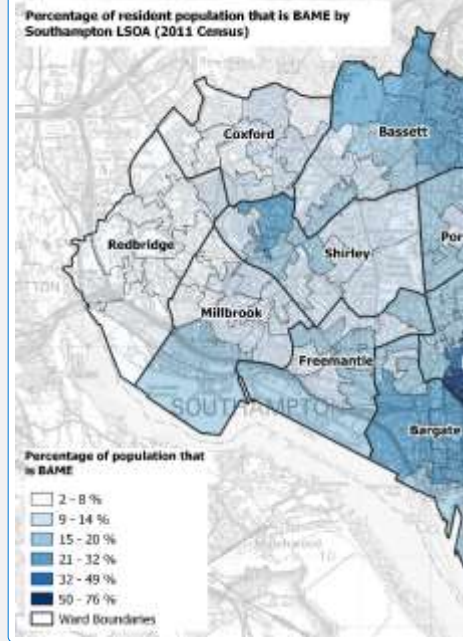 Percentage of resident population that is BAME by
Southampton LSOA (2011 Census)
Coxford
Bassett
Redbridge
Shirley
Por
Millbrook
Freemantle
SOUTHAMPTON
Bargate
Percentage of population that
is BAME
2 - 8 %
9 - 14 %
15 - 20 %
21 - 32 %
32 - 49 %
50 - 76 %
Ward Boundaries